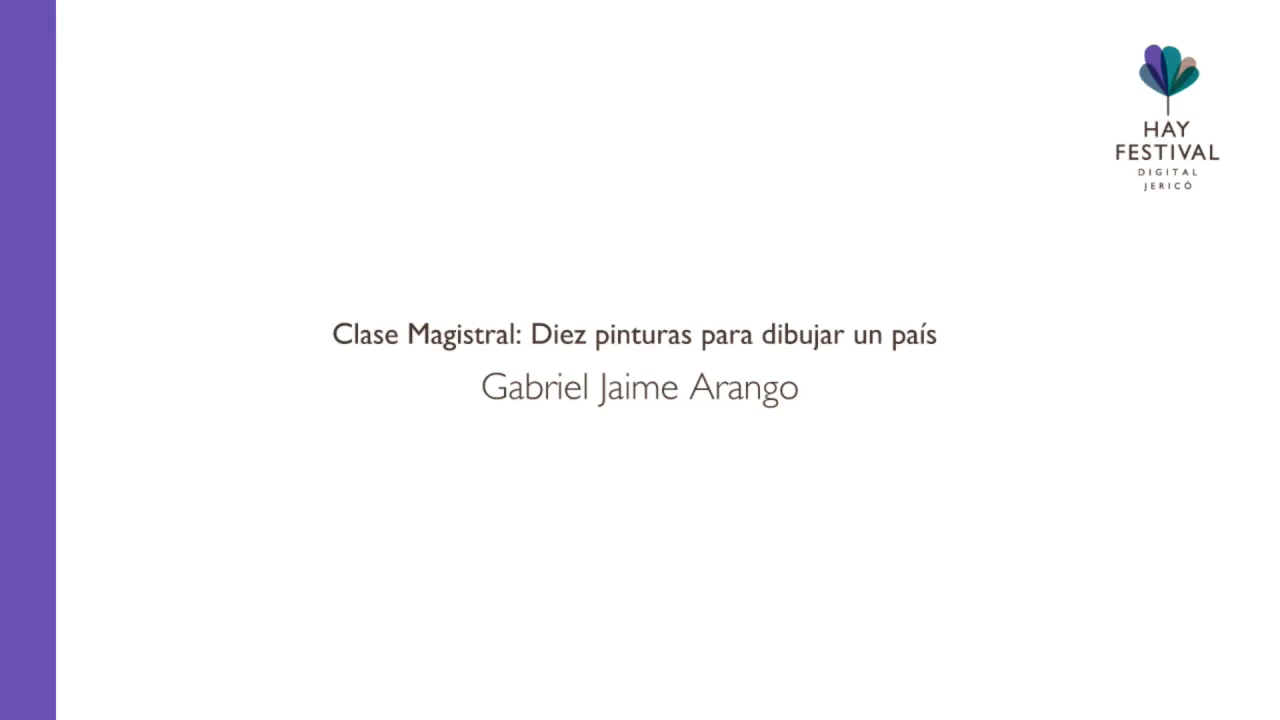 HAY
FESTIVAL
DIGITAL
JERICÓ
Clase Magistral: Diez pinturas para dibujar un país
Gabriel Jaime Arango